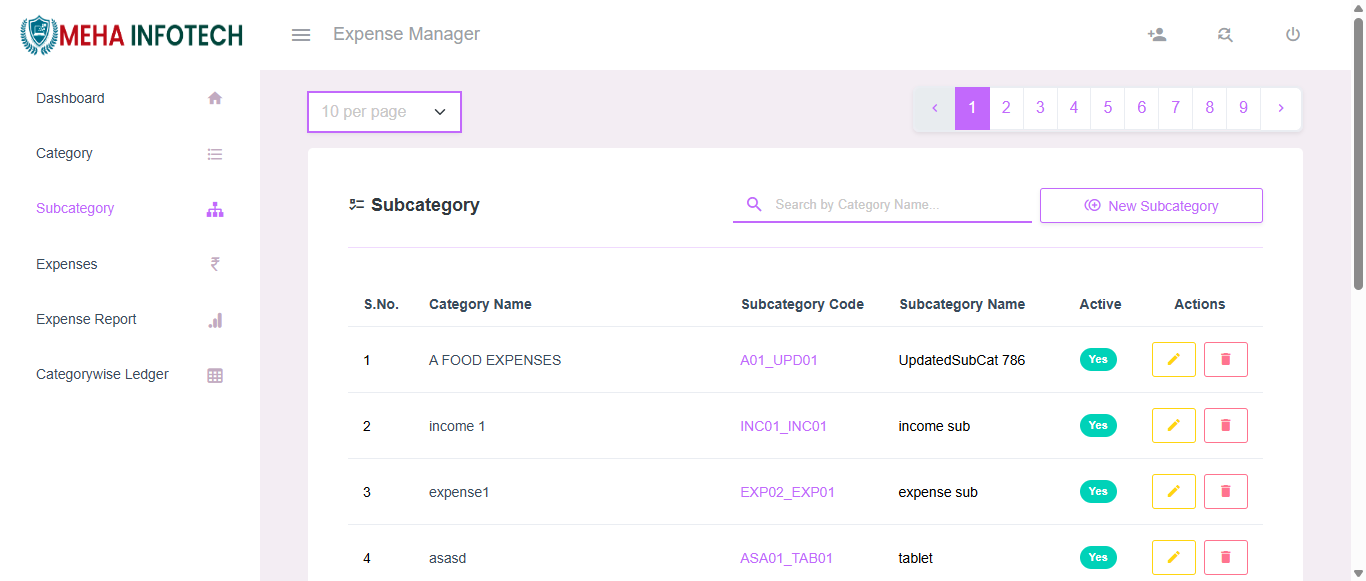 MEHA INFOTECH
Expense Manager
Dashboard
Category
Subcategory
Expenses
Expense Report
Categorywise Ledger
10 per page
‹ 1 2 3 4 5 6 7 8 9 ›
Subcategory
Search by Category Name...
New Subcategory
S.No. Category Name Subcategory Code Subcategory Name Active Actions
1 A FOOD EXPENSES A01_UPD01 UpdatedSubCat 786 Yes
2 income 1 INC01_INC01 income sub Yes
3 expense1 EXP02_EXP01 expense sub Yes
4 asasd ASA01_TAB01 tablet Yes